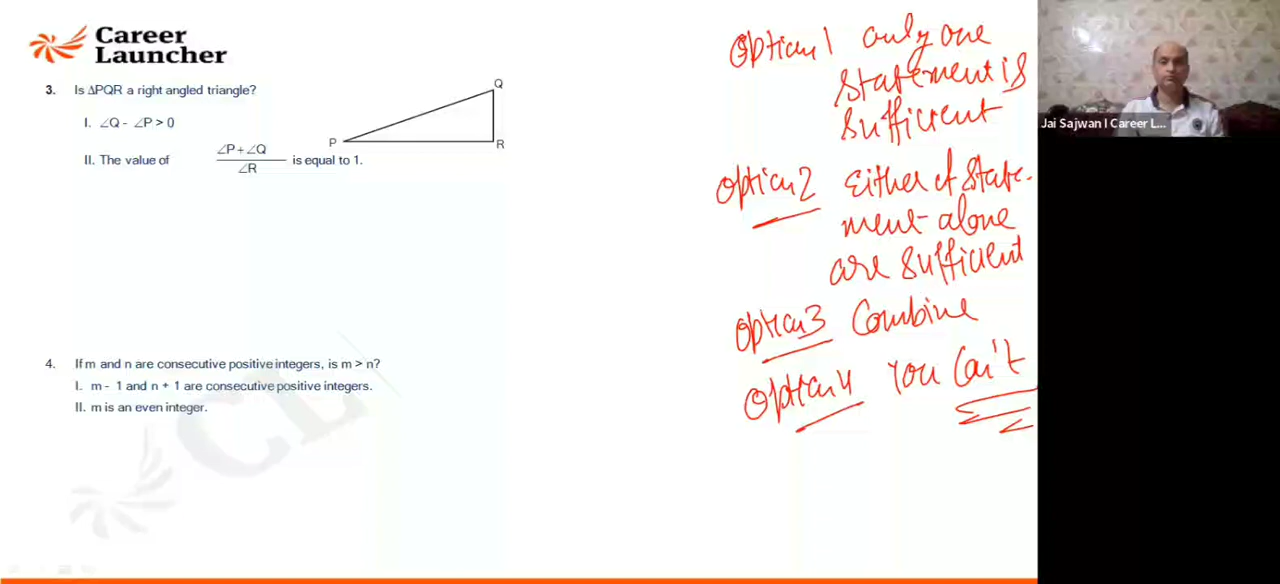 Career
Launcher
3. Is ΔPQR a right angled triangle?
I. ∠Q - ∠P > 0
II. The value of ∠P + ∠Q / ∠R is equal to 1.
Q
P
R
4. If m and n are consecutive positive integers, is m > n?
I. m - 1 and n + 1 are consecutive positive integers.
II. m is an even integer.
CL
Option 1 only one
statement is
sufficient
Option 2 Either of state-
ment alone
are sufficient
Option 3 Combine
Option 4 You Can't
Jai Sajwan I Career L...